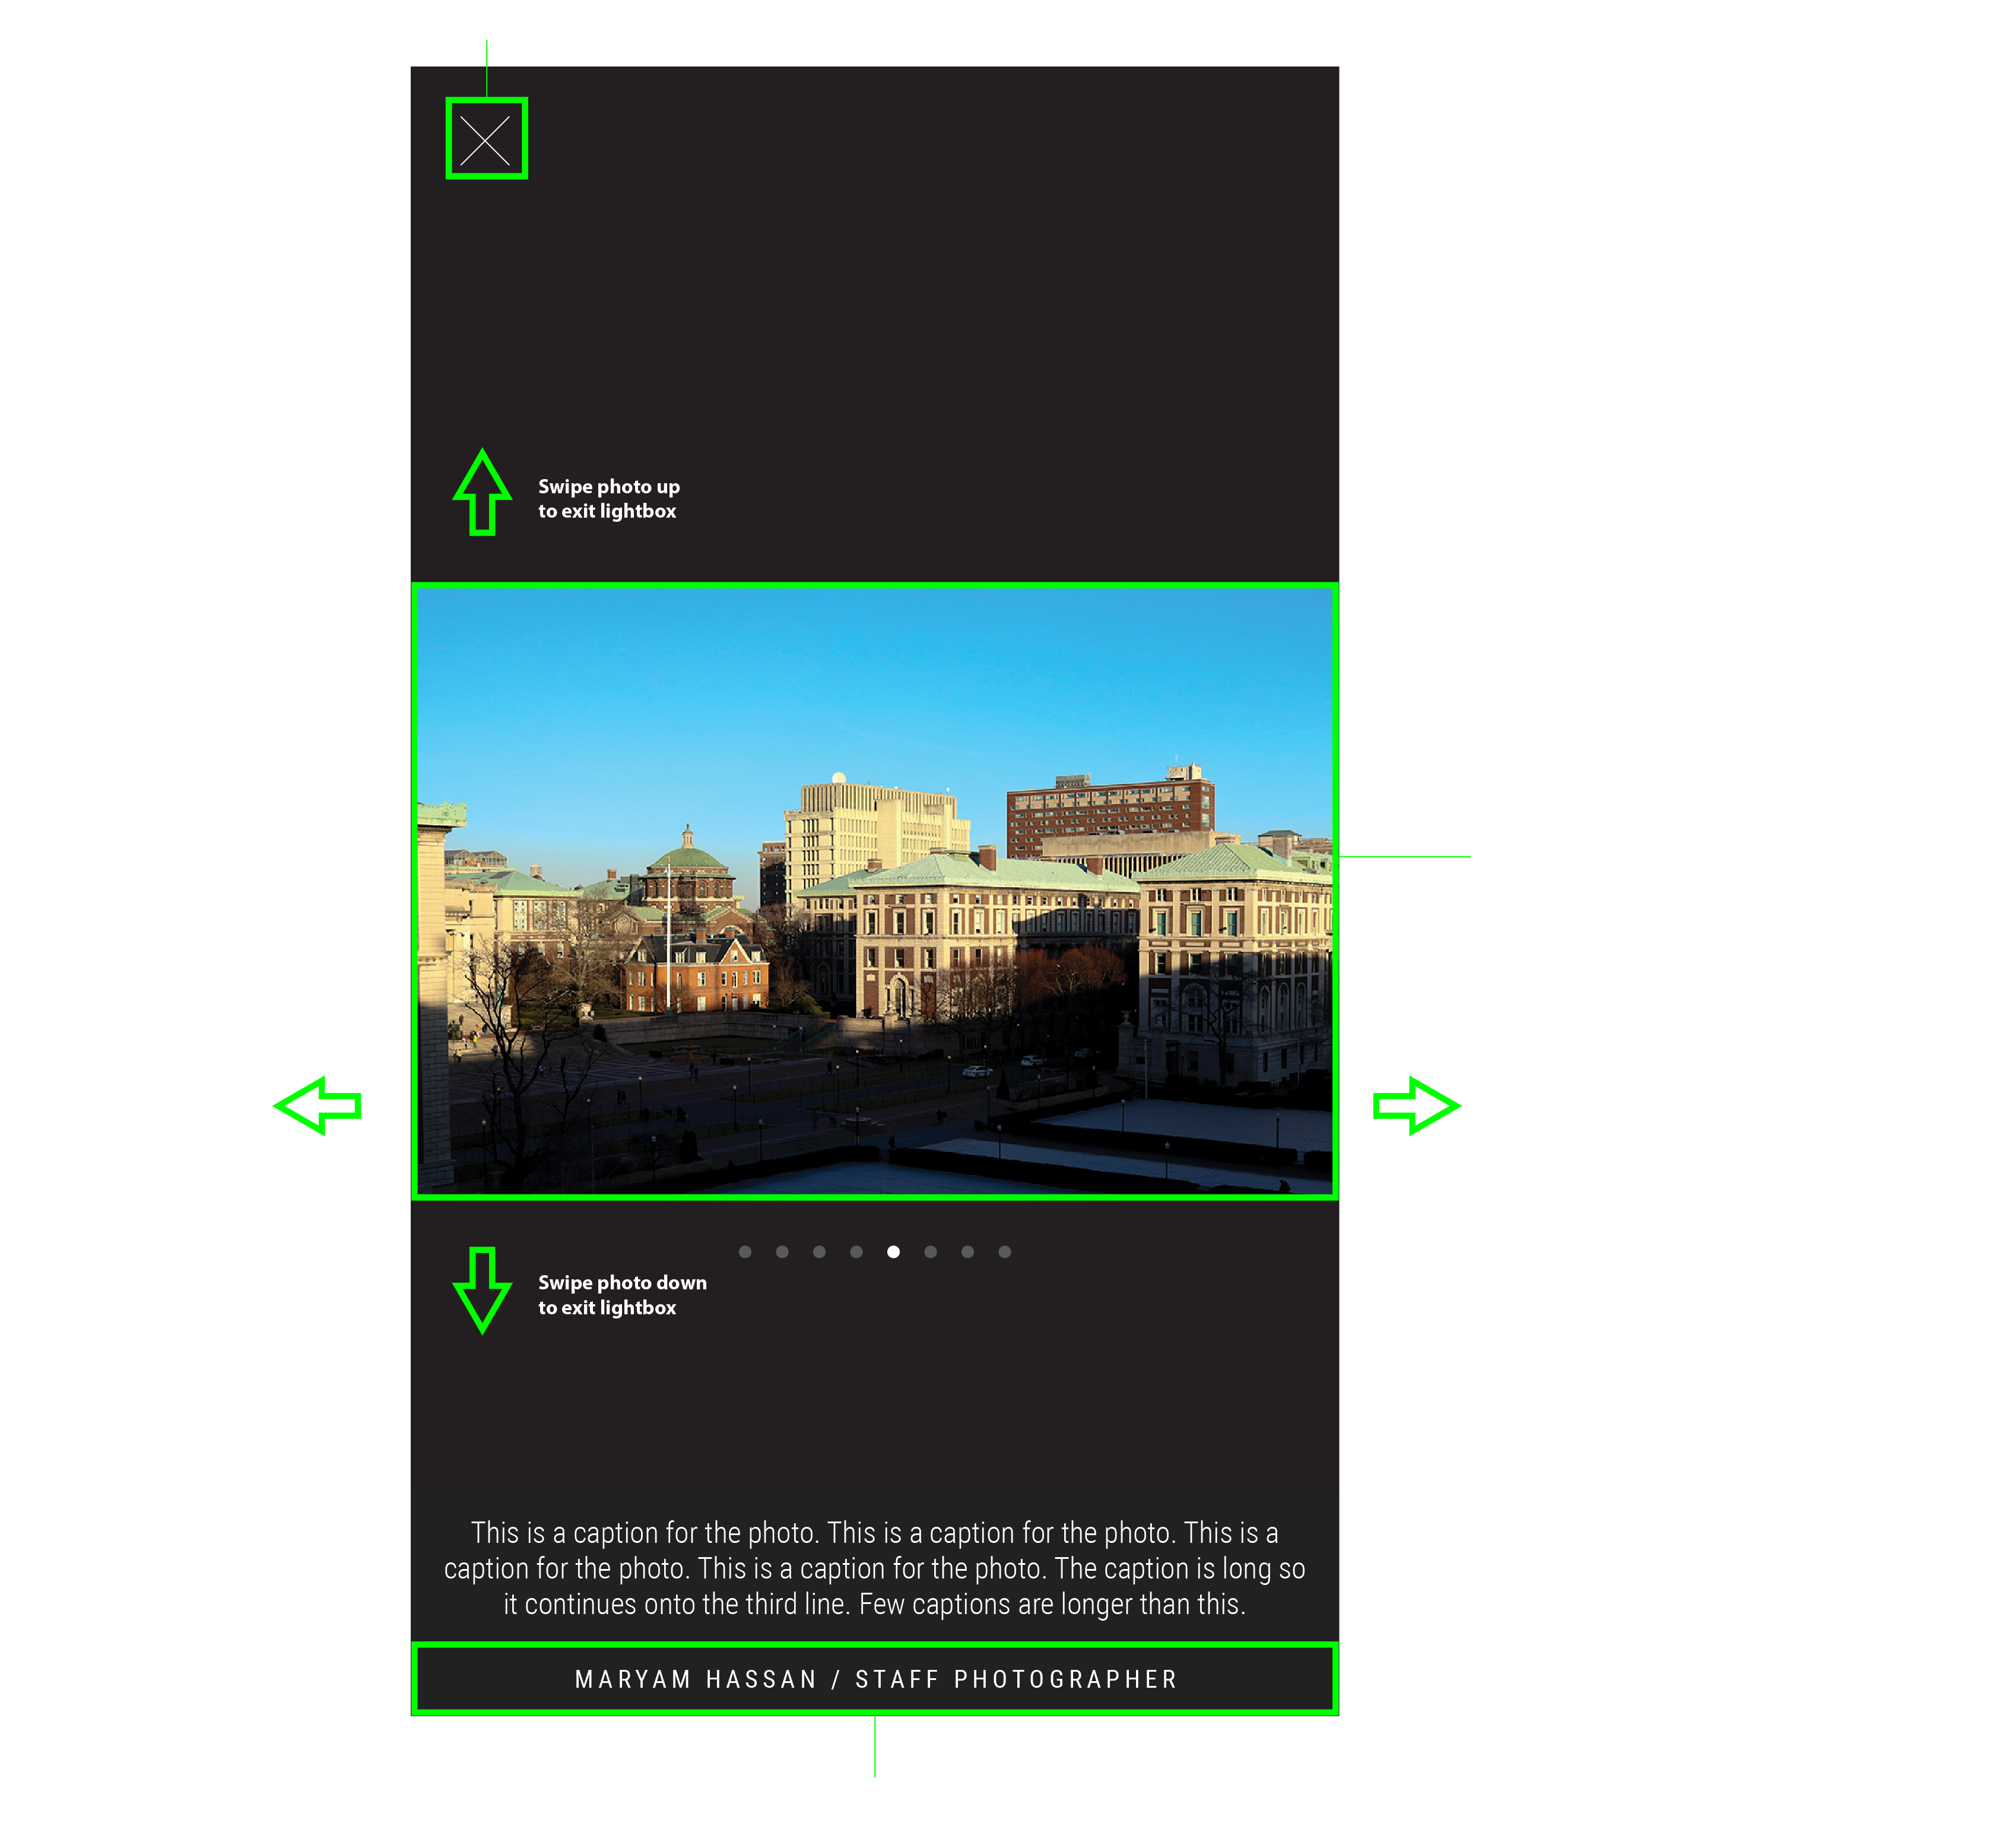 Swipe photo up
to exit lightbox
Swipe photo down
to exit lightbox
This is a caption for the photo. This is a caption for the photo. This is a
caption for the photo. This is a caption for the photo. The caption is long so
it continues onto the third line. Few captions are longer than this.
MARYAM HASSAN / STAFF PHOTOGRAPHER